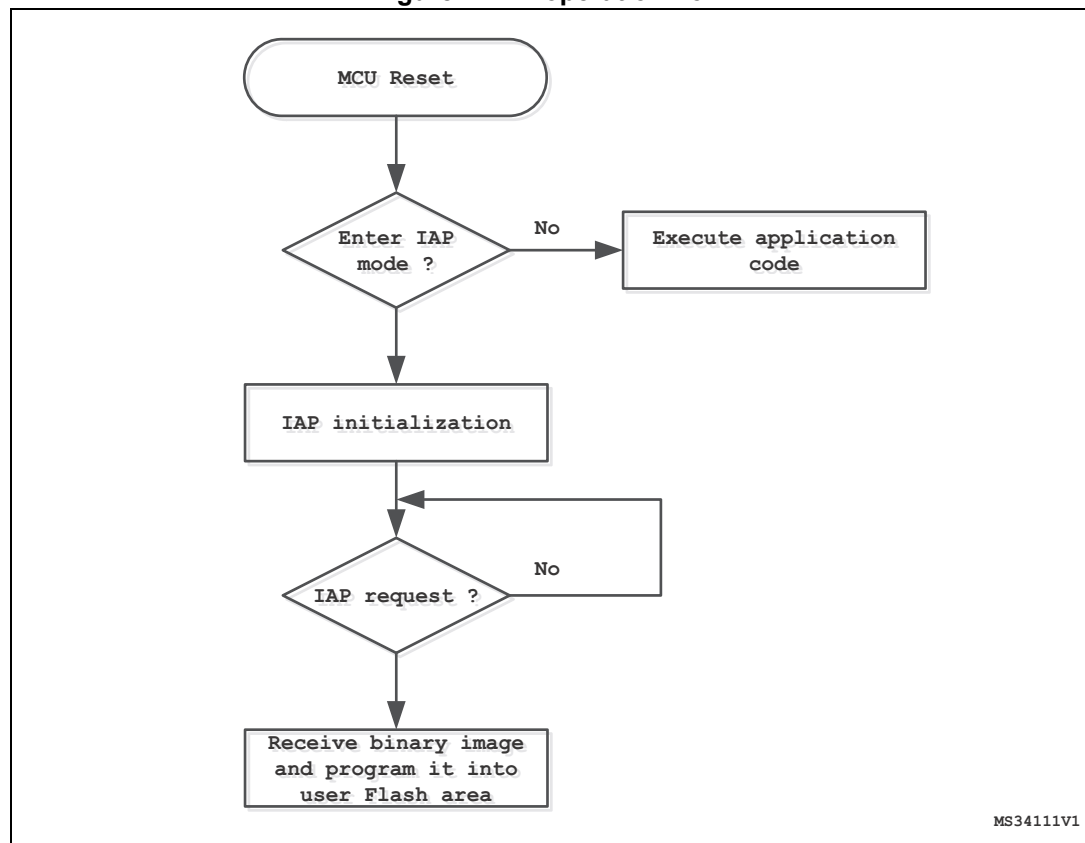 MCU Reset
Enter IAP
mode ?
No
Execute application
code
IAP initialization
IAP request ?
No
Receive binary image
and program it into
user Flash area
MS34111V1